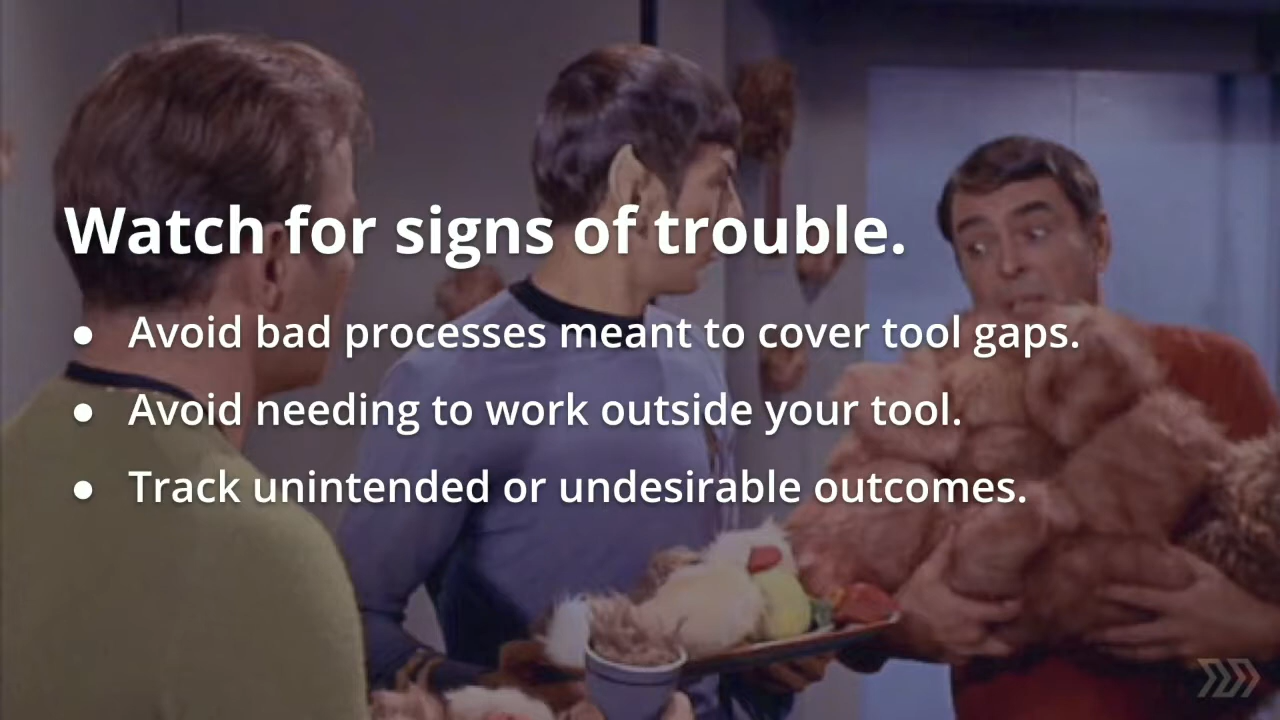 Watch for signs of trouble.
● Avoid bad processes meant to cover tool gaps.
● Avoid needing to work outside your tool.
● Track unintended or undesirable outcomes.